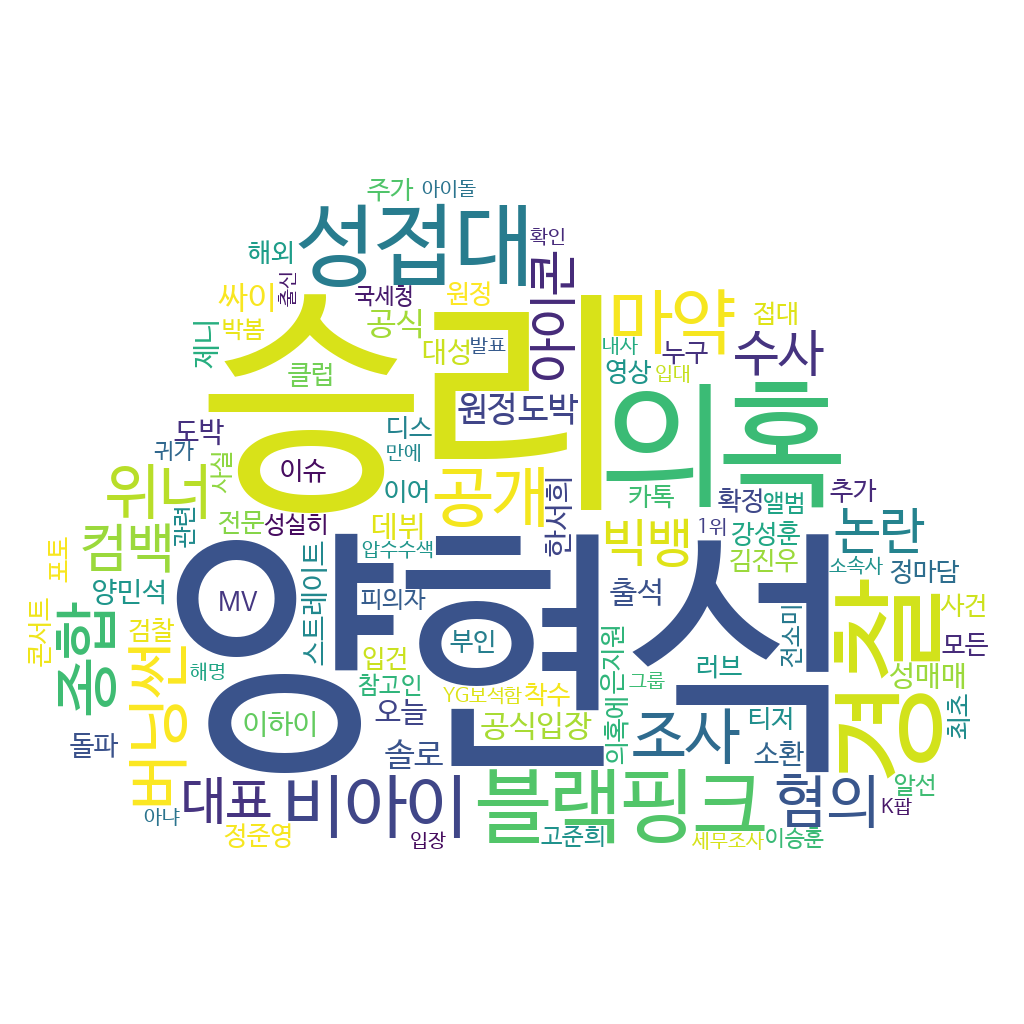 주가
아이돌
성접대
확인
해외
출신
국세청
원정
아이콘
싸이
마약
접대
박봄
공식
제니
승리
대성
발표
내사
누구
수사
영상
입대
클럽
원정도박
의혹
도박
디스
귀가
만에
사실
이슈
위너
이어
공개
카톡
확정
앨범
추가
한서희
1위
전문
성실히
데뷔
빅뱅
강성훈
논란
관련
컴백
압수수색
김진우
소속사
정마담
포토
양민석
스트레이트
피의자
양현석
출석
MV
사건
콘서트
검찰
부인
은지원
전소미
경찰
모든
종합
버닝썬
해명
입건
러브
성매매
참고인
YG보석함
착수
그룹
최초
오늘
이하이
공식입장
의혹에
조사
티저
돌파
솔로
소환
대표
비아이
블랙핑크
혐의
알선
아냐
K팝
정준영
입장
고준희
세무조사
이승훈